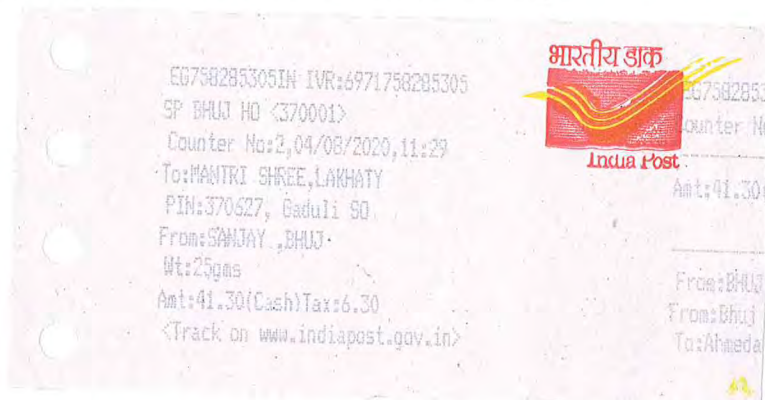 EG758285305IN IVR:6971758285305
SP BHUJ HO <370001>
Counter No:2,04/08/2020,11:29
To:MANTRI SHREE,LAKHATY
PIN:370627, Gaduli SO
From:SANJAY .,BHUJ
Wt:25gms
Amt:41.30(Cash)Tax:6.30
<Track on www.indiapost.gov.in>
भारतीय डाक
India Post
EG7582853
Counter N
Amt:41.30
From:BHUJ
From:Bhuj
To:Ahmeda